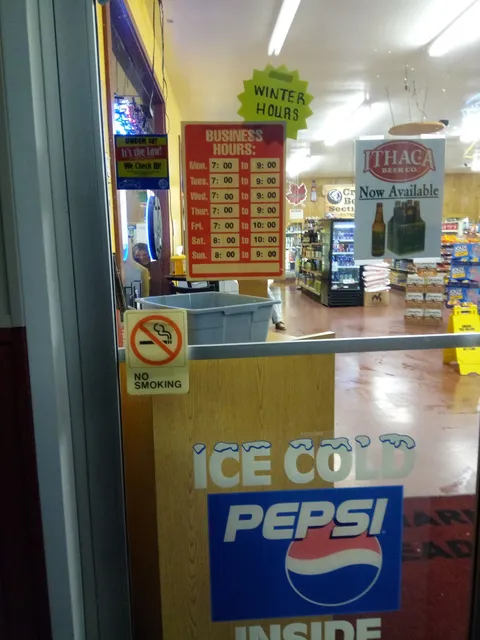 WINTER
HOURS
UNDER 21?
It's the Law!
We Check ID!
BUSINESS
HOURS:
Mon. 7:00 to 9:00
Tues. 7:00 to 9:00
Wed. 7:00 to 9:00
Thur. 7:00 to 9:00
Fri. 7:00 to 10:00
Sat. 8:00 to 10:00
Sun. 8:00 to 9:00
ITHACA
BEER CO.
Now Available
NO
SMOKING
ICE COLD
PEPSI
INSIDE